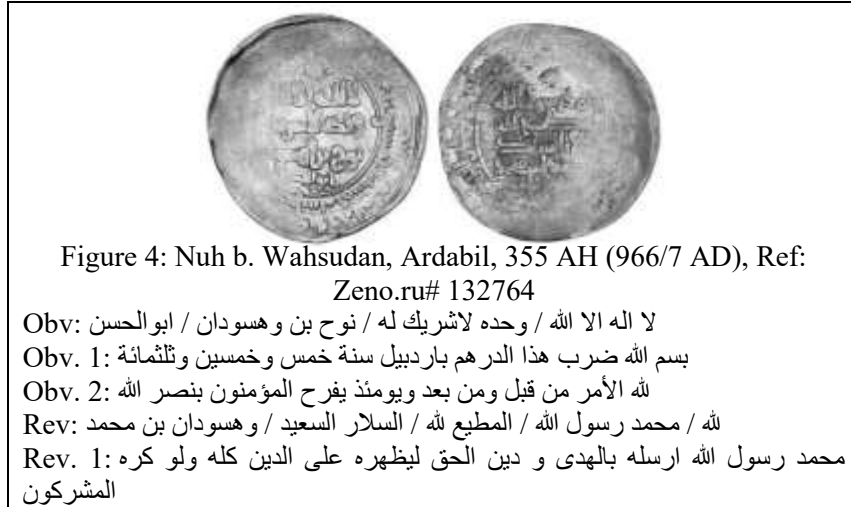 Figure 4: Nuh b. Wahsudan, Ardabil, 355 AH (966/7 AD), Ref:
Zeno.ru# 132764
Obv: لا اله الا الله / وحده لاشريك له / نوح بن وهسودان / ابوالحسن
Obv. 1: بسم الله ضرب هذا الدرهم باردبيل سنة خمس وخمسين وثلثمائة
Obv. 2: لله الأمر من قبل ومن بعد ويومئذ يفرح المؤمنون بنصر الله
Rev: لله / محمد رسول الله / المطيع لله / السلار السعيد / وهسودان بن محمد
Rev. 1: محمد رسول الله ارسله بالهدى و دين الحق ليظهره على الدين كله ولو كره
المشركون